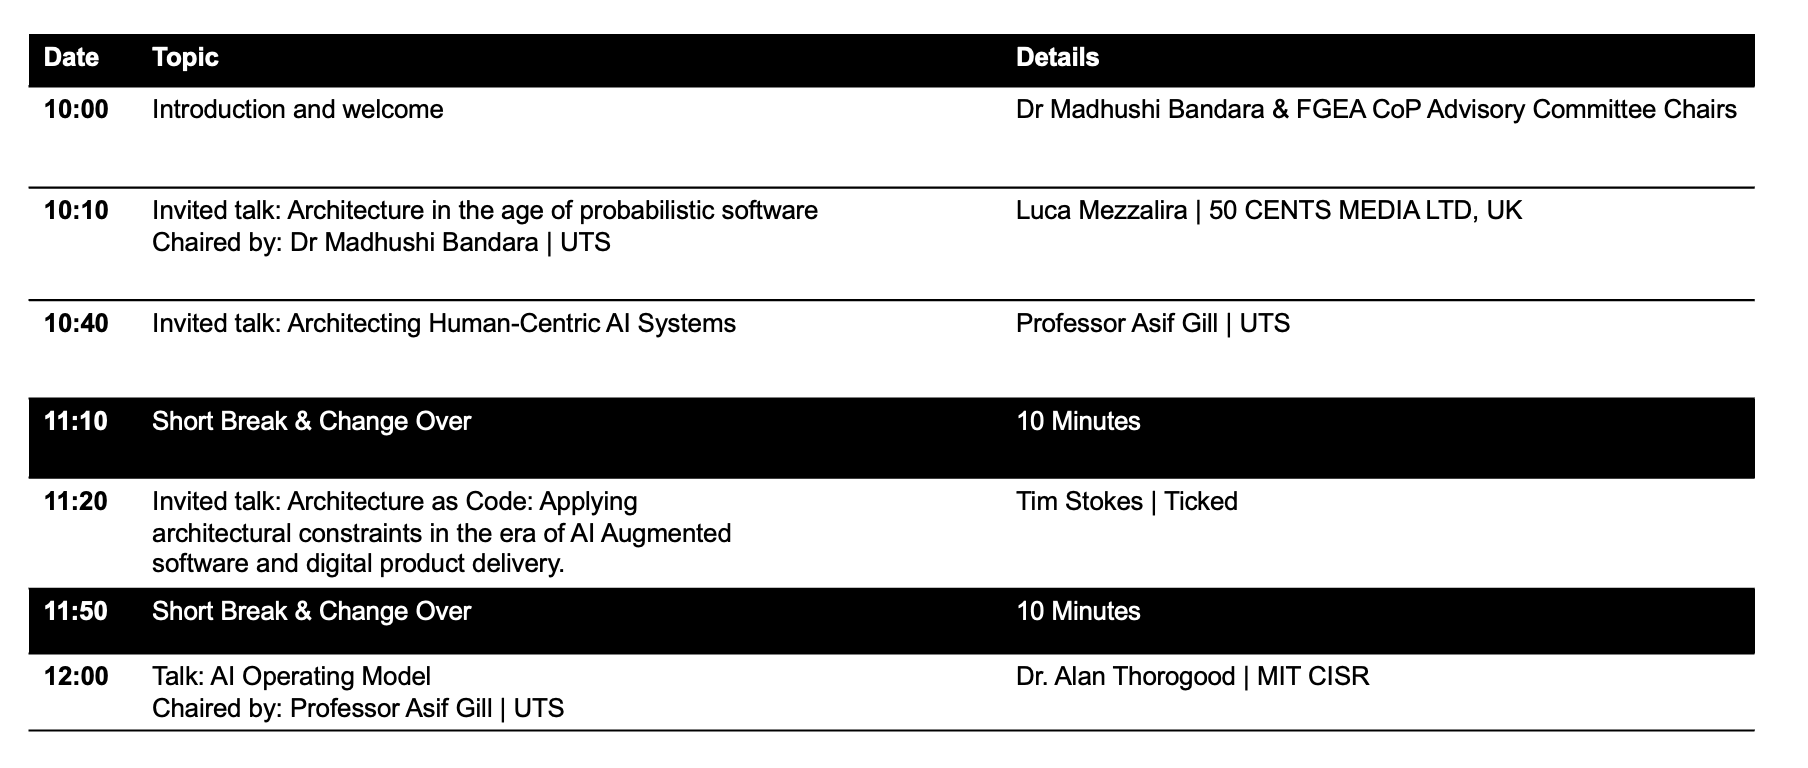 Date Topic Details
10:00 Introduction and welcome Dr Madhushi Bandara & FGEA CoP Advisory Committee Chairs
10:10 Invited talk: Architecture in the age of probabilistic software Luca Mezzalira | 50 CENTS MEDIA LTD, UK
Chaired by: Dr Madhushi Bandara | UTS
10:40 Invited talk: Architecting Human-Centric AI Systems Professor Asif Gill | UTS
11:10 Short Break & Change Over 10 Minutes
11:20 Invited talk: Architecture as Code: Applying Tim Stokes | Ticked
architectural constraints in the era of AI Augmented
software and digital product delivery.
11:50 Short Break & Change Over 10 Minutes
12:00 Talk: AI Operating Model Dr. Alan Thorogood | MIT CISR
Chaired by: Professor Asif Gill | UTS